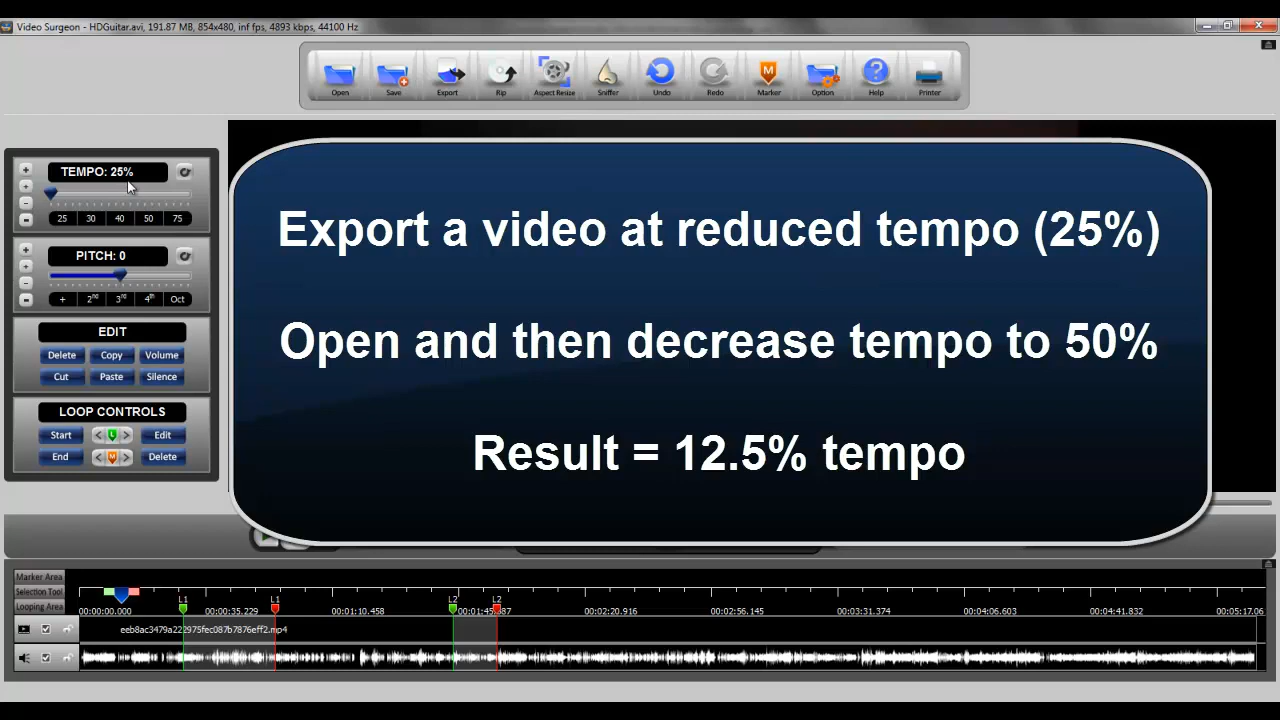 Video Surgeon - HDGuitar.avi, 191.87 MB, 854x480, inf fps, 4893 kbps, 44100 Hz
Open Save Export Rip Aspect Resize Sniffer Undo Redo Marker Option Help Printer
M
TEMPO: 25%
25 30 40 50 75
PITCH: 0
+ 2nd 3rd 4th Oct
EDIT
Delete Copy Volume
Cut Paste Silence
LOOP CONTROLS
Start < L > Edit
End < M > Delete
Export a video at reduced tempo (25%)
Open and then decrease tempo to 50%
Result = 12.5% tempo
Marker Area
Selection Tool
L1 L1 L2 L2
Looping Area 00:00:00.000 00:00:35.229 00:01:10.458 00:02:20.916 00:02:56.145 00:03:31.374 00:04:06.603 00:04:41.832 00:05:17.06
eeb8ac3479a222975fec087b7876eff2.mp4